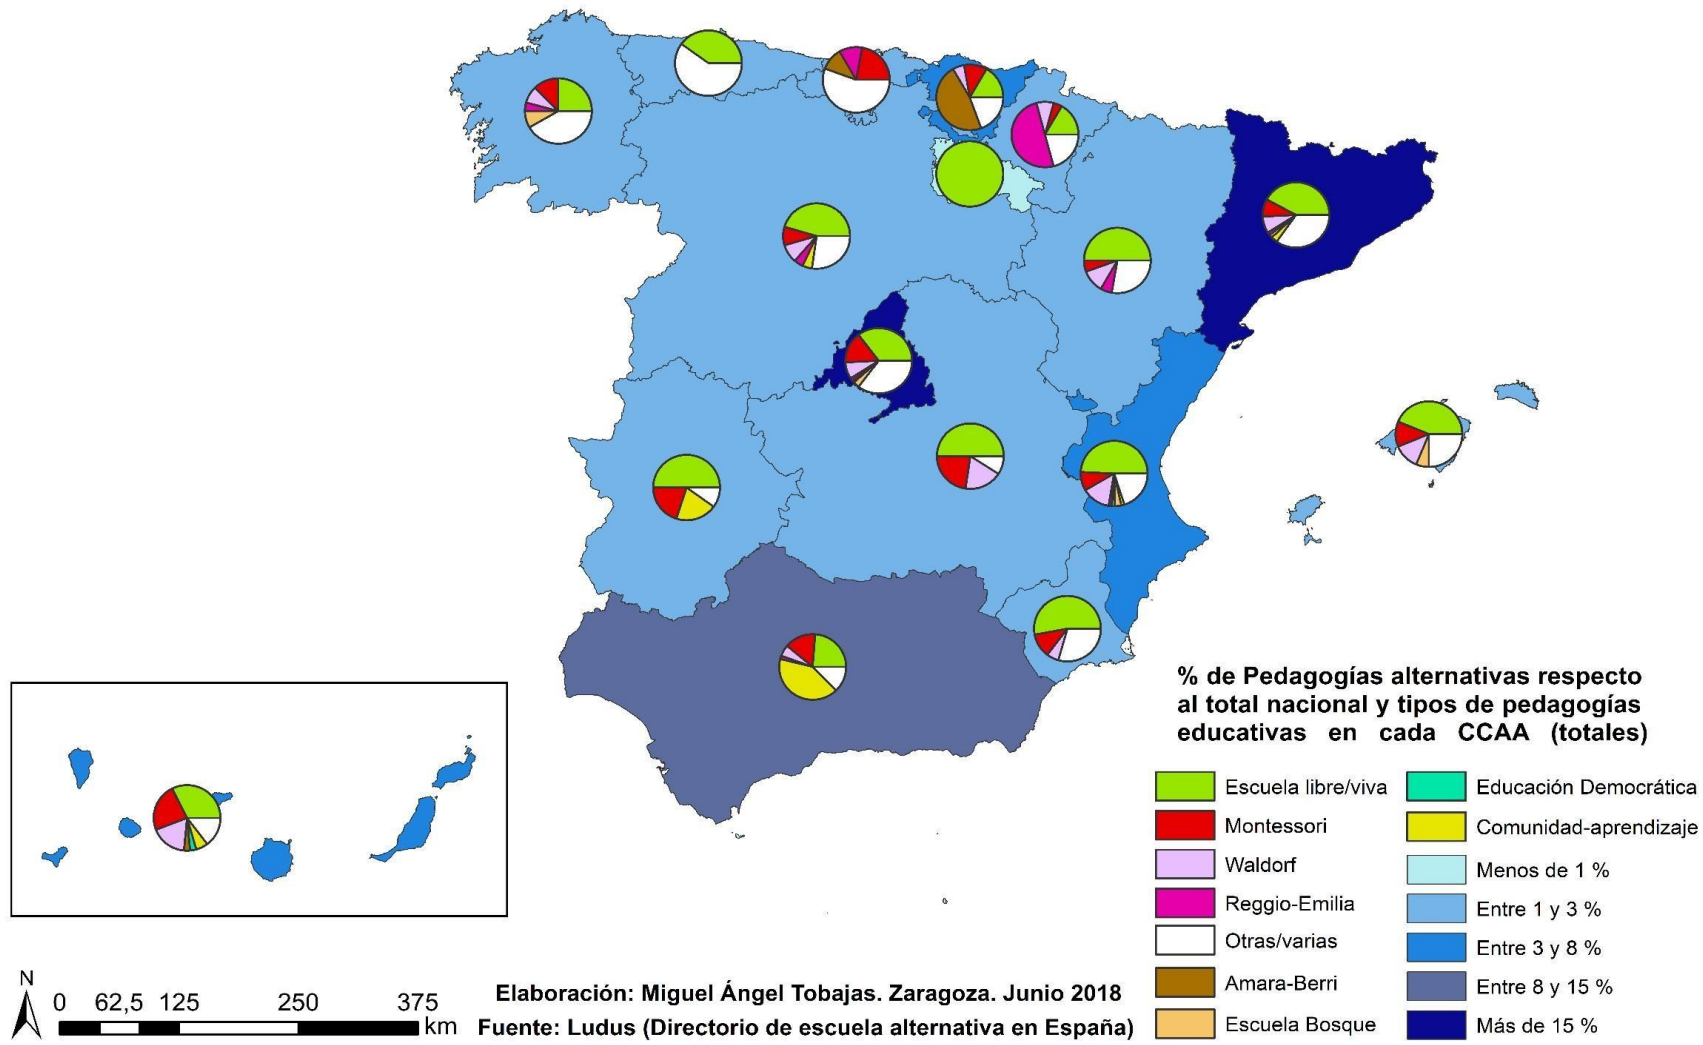 % de Pedagogías alternativas respecto
al total nacional y tipos de pedagogías
educativas en cada CCAA (totales)
Escuela libre/viva
Montessori
Waldorf
Reggio-Emilia
Otras/varias
Amara-Berri
Escuela Bosque
Educación Democrática
Comunidad-aprendizaje
Menos de 1 %
Entre 1 y 3 %
Entre 3 y 8 %
Entre 8 y 15 %
Más de 15 %
N
0 62,5 125 250 375
km
Elaboración: Miguel Ángel Tobajas. Zaragoza. Junio 2018
Fuente: Ludus (Directorio de escuela alternativa en España)